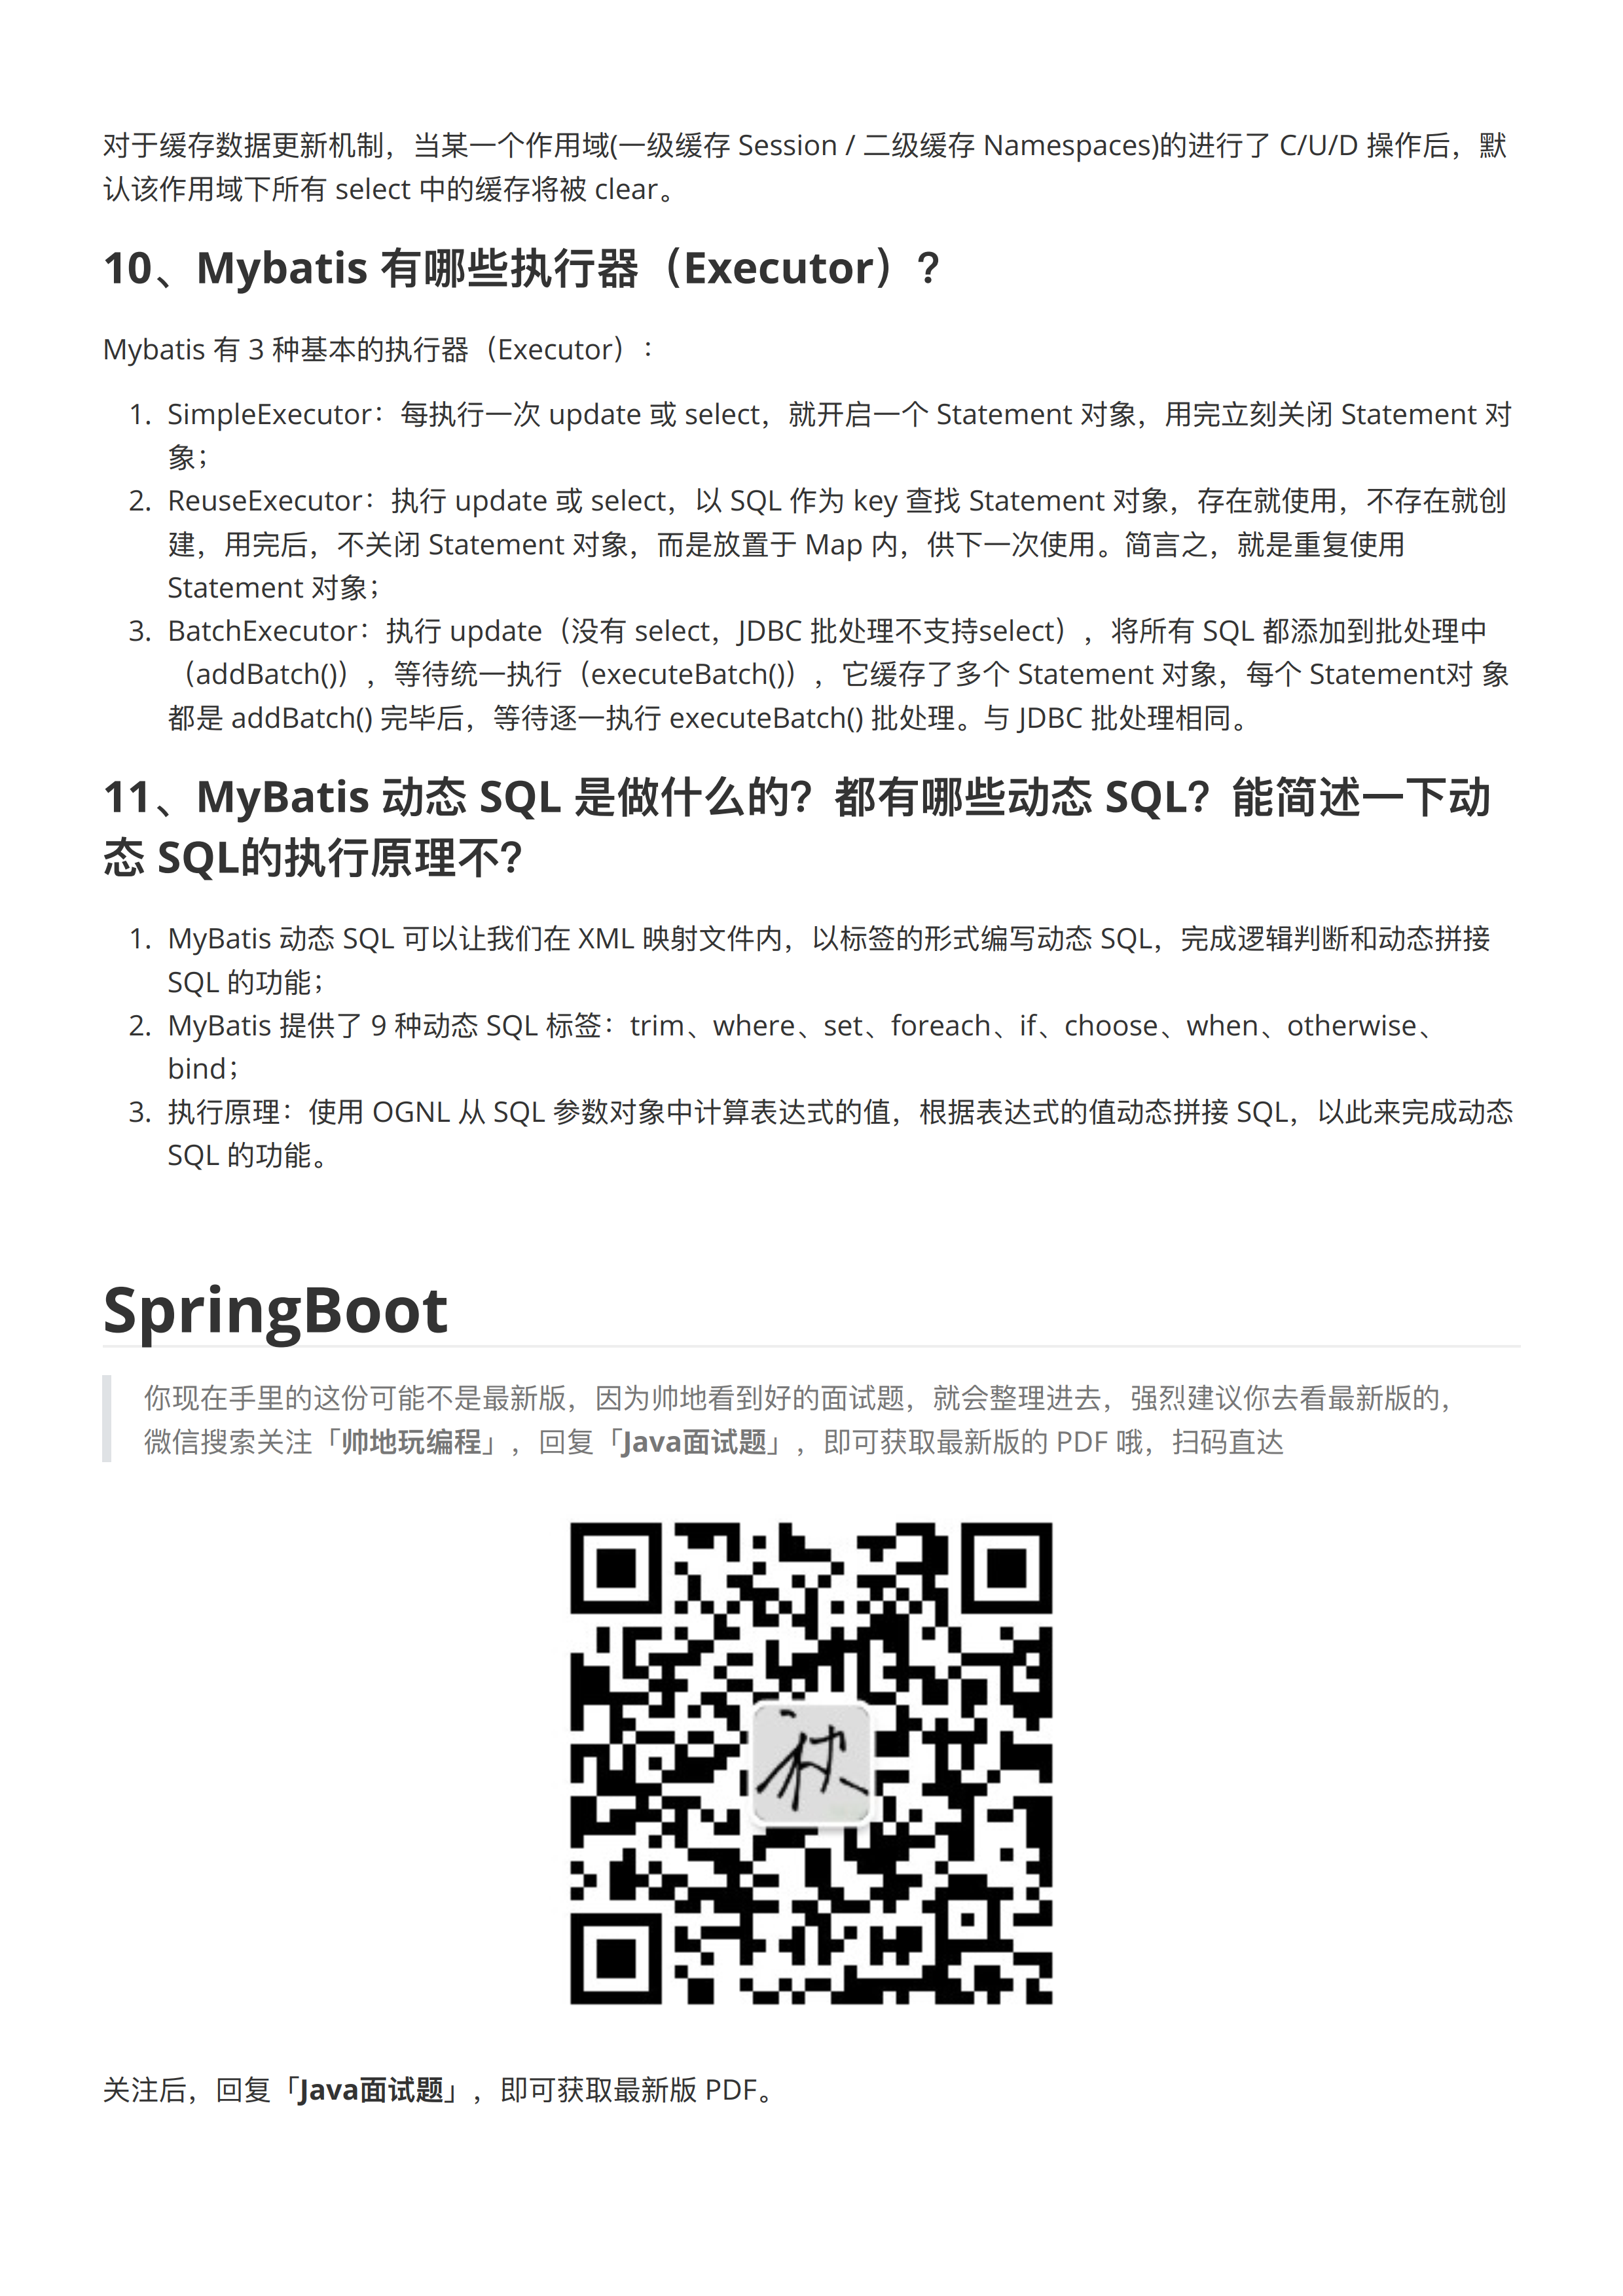 对于缓存数据更新机制，当某一个作用域(一级缓存 Session / 二级缓存 Namespaces)的进行了 C/U/D 操作后，默
认该作用域下所有 select 中的缓存将被 clear。
10、Mybatis 有哪些执行器（Executor）？
Mybatis 有 3 种基本的执行器（Executor）：
1. SimpleExecutor：每执行一次 update 或 select，就开启一个 Statement 对象，用完立刻关闭 Statement 对
象；
2. ReuseExecutor：执行 update 或 select，以 SQL 作为 key 查找 Statement 对象，存在就使用，不存在就创
建，用完后，不关闭 Statement 对象，而是放置于 Map 内，供下一次使用。简言之，就是重复使用
Statement 对象；
3. BatchExecutor：执行 update（没有 select，JDBC 批处理不支持select），将所有 SQL 都添加到批处理中
（addBatch()），等待统一执行（executeBatch()），它缓存了多个 Statement 对象，每个 Statement对 象
都是 addBatch() 完毕后，等待逐一执行 executeBatch() 批处理。与 JDBC 批处理相同。
11、MyBatis 动态 SQL 是做什么的？都有哪些动态 SQL？能简述一下动
态 SQL的执行原理不？
1. MyBatis 动态 SQL 可以让我们在 XML 映射文件内，以标签的形式编写动态 SQL，完成逻辑判断和动态拼接
SQL 的功能；
2. MyBatis 提供了 9 种动态 SQL 标签：trim、where、set、foreach、if、choose、when、otherwise、
bind；
3. 执行原理：使用 OGNL 从 SQL 参数对象中计算表达式的值，根据表达式的值动态拼接 SQL，以此来完成动态
SQL 的功能。
SpringBoot
你现在手里的这份可能不是最新版，因为帅地看到好的面试题，就会整理进去，强烈建议你去看最新版的，
微信搜索关注「帅地玩编程」，回复「Java面试题」，即可获取最新版的 PDF 哦，扫码直达
关注后，回复「Java面试题」，即可获取最新版 PDF。